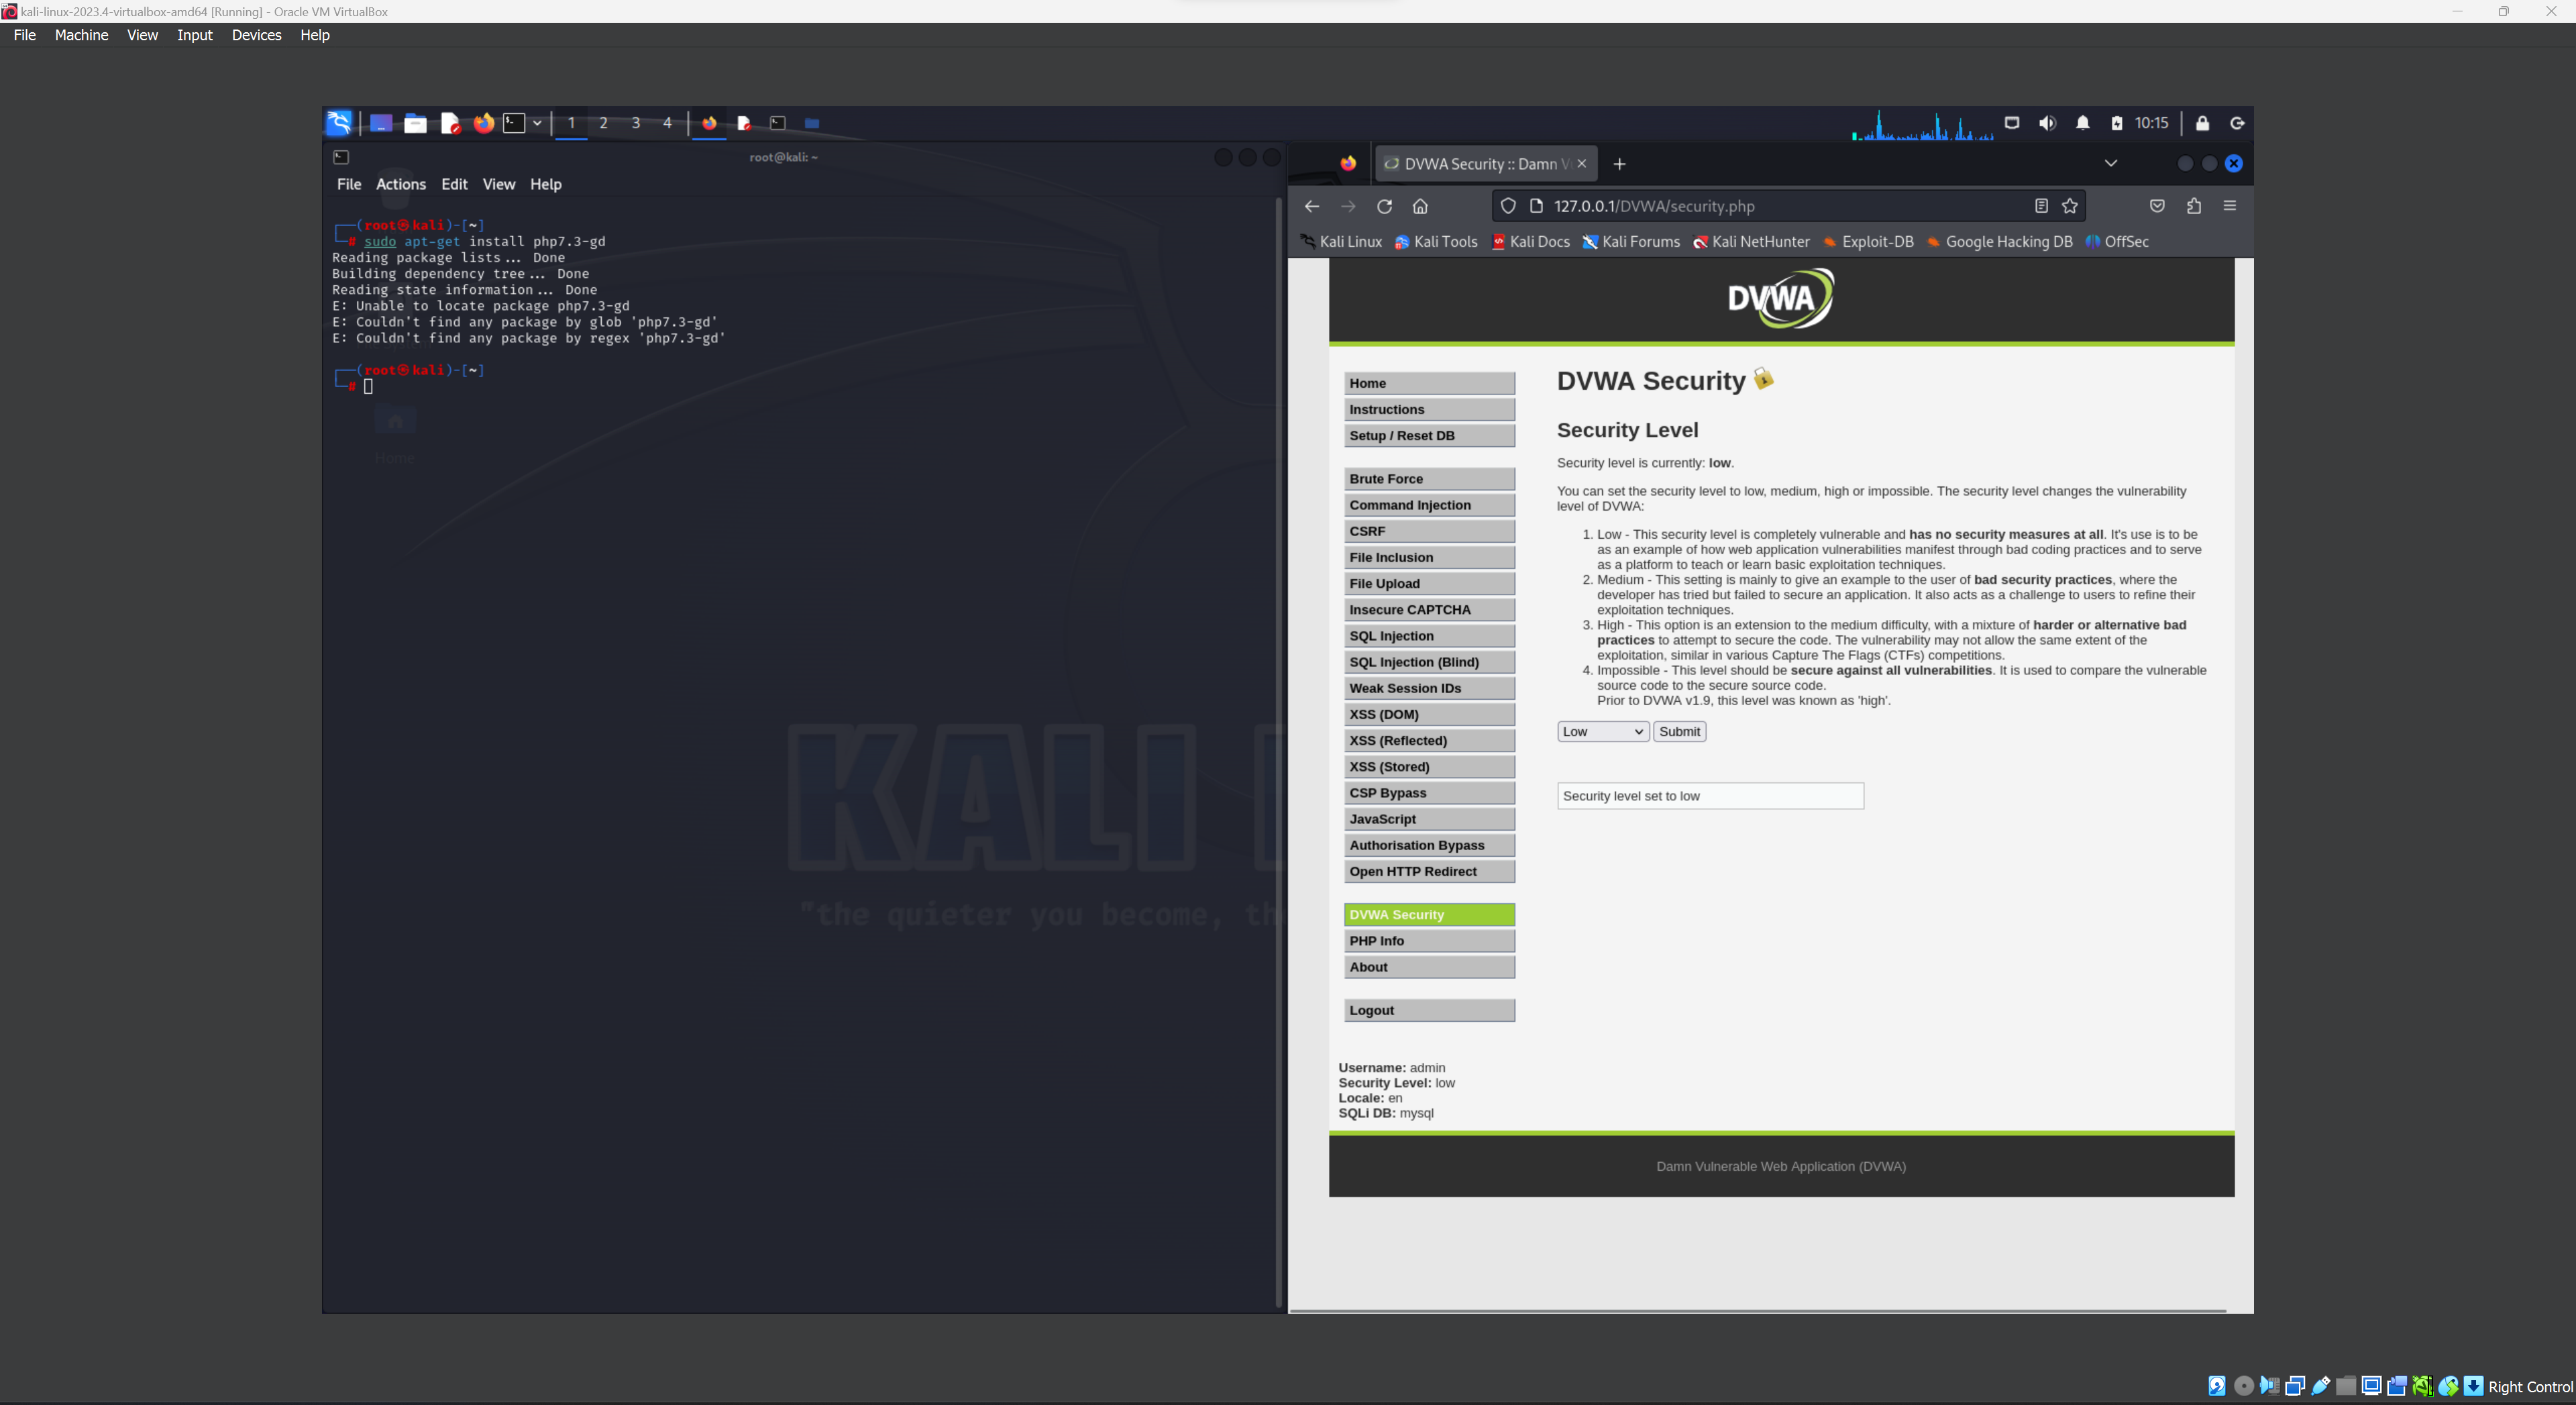 kali-linux-2023.4-virtualbox-amd64 [Running] - Oracle VM VirtualBox
File Machine View Input Devices Help
1 2 3 4
10:15
root@kali: ~
File Actions Edit View Help
(root㉿kali)-[~]
# sudo apt-get install php7.3-gd
Reading package lists... Done
Building dependency tree... Done
Reading state information... Done
E: Unable to locate package php7.3-gd
E: Couldn't find any package by glob 'php7.3-gd'
E: Couldn't find any package by regex 'php7.3-gd'
(root㉿kali)-[~]
#
Home
KALI
"the quieter you become, the
DVWA Security :: Damn V
127.0.0.1/DVWA/security.php
Kali Linux Kali Tools Kali Docs Kali Forums Kali NetHunter Exploit-DB Google Hacking DB OffSec
DVWA
Home
Instructions
Setup / Reset DB
Brute Force
Command Injection
CSRF
File Inclusion
File Upload
Insecure CAPTCHA
SQL Injection
SQL Injection (Blind)
Weak Session IDs
XSS (DOM)
XSS (Reflected)
XSS (Stored)
CSP Bypass
JavaScript
Authorisation Bypass
Open HTTP Redirect
DVWA Security
PHP Info
About
Logout
DVWA Security
Security Level
Security level is currently: low.
You can set the security level to low, medium, high or impossible. The security level changes the vulnerability
level of DVWA:
1. Low - This security level is completely vulnerable and has no security measures at all. It's use is to be
as an example of how web application vulnerabilities manifest through bad coding practices and to serve
as a platform to teach or learn basic exploitation techniques.
2. Medium - This setting is mainly to give an example to the user of bad security practices, where the
developer has tried but failed to secure an application. It also acts as a challenge to users to refine their
exploitation techniques.
3. High - This option is an extension to the medium difficulty, with a mixture of harder or alternative bad
practices to attempt to secure the code. The vulnerability may not allow the same extent of the
exploitation, similar in various Capture The Flags (CTFs) competitions.
4. Impossible - This level should be secure against all vulnerabilities. It is used to compare the vulnerable
source code to the secure source code.
Prior to DVWA v1.9, this level was known as 'high'.
Low Submit
Security level set to low
Username: admin
Security Level: low
Locale: en
SQLi DB: mysql
Damn Vulnerable Web Application (DVWA)
Right Control